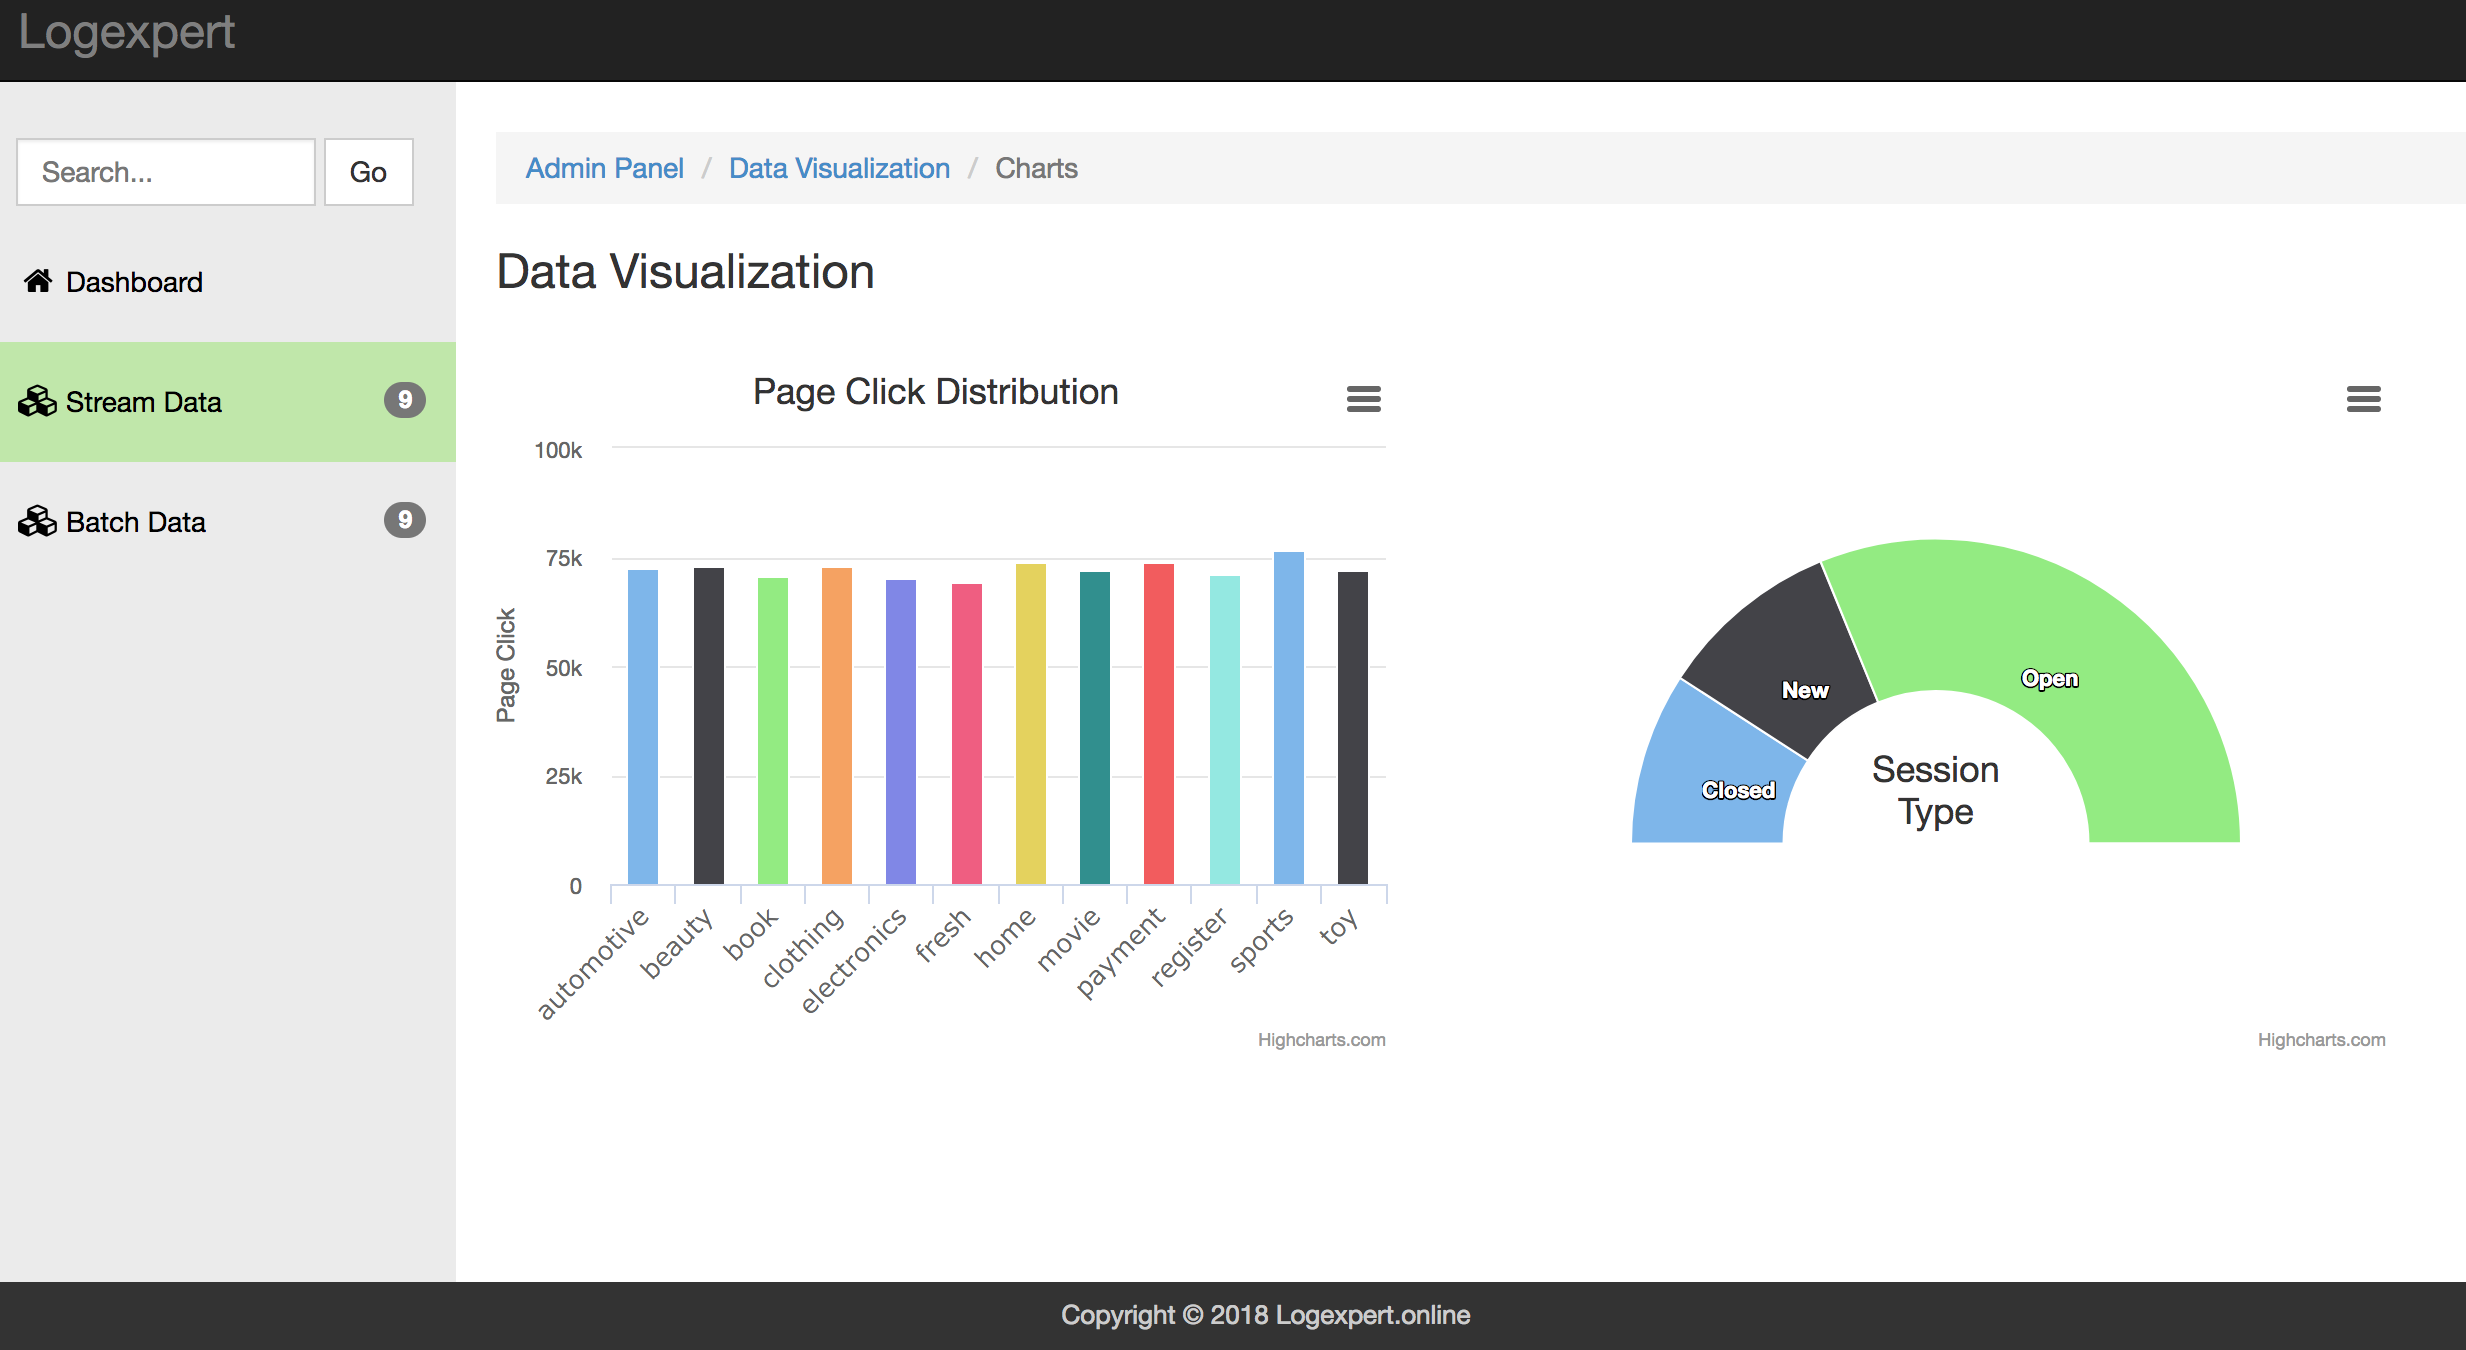 Logexpert
Search...
Go
Dashboard
Stream Data 9
Batch Data 9
Admin Panel / Data Visualization / Charts
Data Visualization
Page Click Distribution
Page Click
100k
75k
50k
25k
0
automotive
beauty
book
clothing
electronics
fresh
home
movie
payment
register
sports
toy
Highcharts.com
Closed
New
Open
Session
Type
Highcharts.com
Copyright © 2018 Logexpert.online